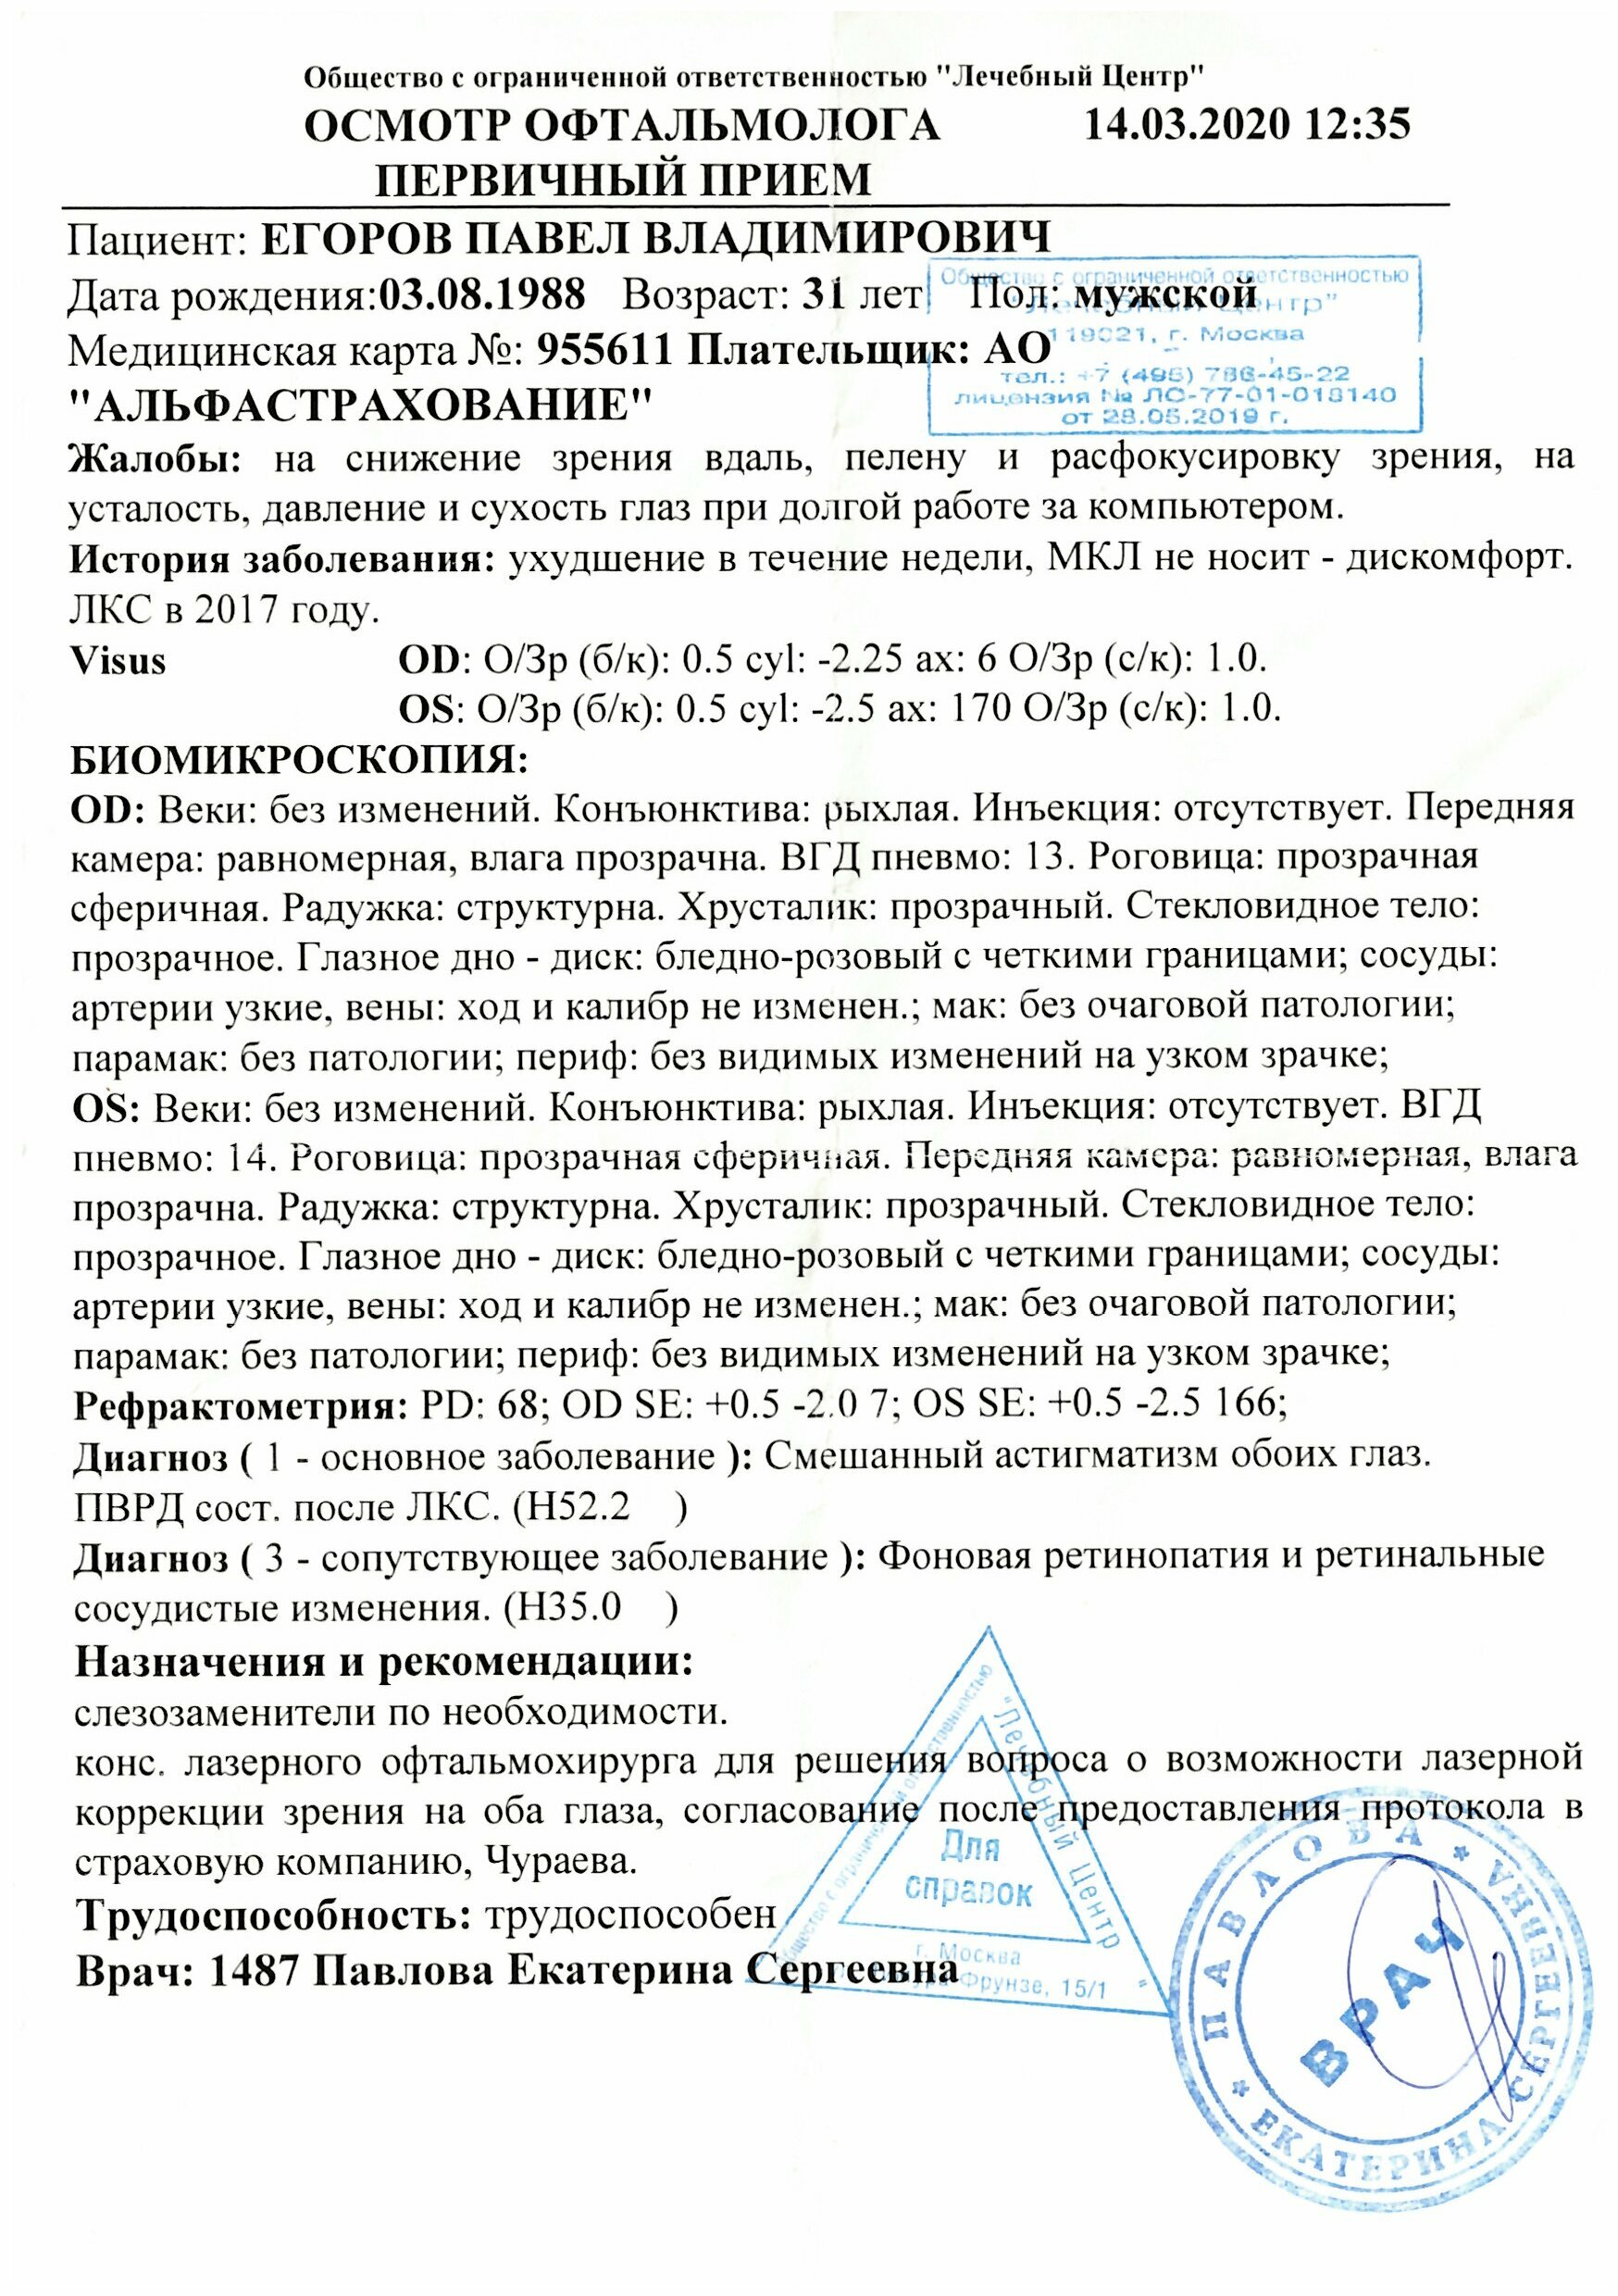 Общество с ограниченной ответственностью "Лечебный Центр"
ОСМОТР ОФТАЛЬМОЛОГА 14.03.2020 12:35
ПЕРВИЧНЫЙ ПРИЕМ
Пациент: ЕГОРОВ ПАВЕЛ ВЛАДИМИРОВИЧ
Дата рождения:03.08.1988 Возраст: 31 лет Пол: мужской
Медицинская карта №: 955611 Плательщик: АО
"АЛЬФАСТРАХОВАНИЕ"
Общество с ограниченной ответственностью
"Лечебный Центр"
119021, г. Москва
тел.: +7 (495) 786-45-22
лицензия № ЛО-77-01-018140
от 28.05.2019 г.
Жалобы: на снижение зрения вдаль, пелену и расфокусировку зрения, на
усталость, давление и сухость глаз при долгой работе за компьютером.
История заболевания: ухудшение в течение недели, МКЛ не носит - дискомфорт.
ЛКС в 2017 году.
Visus OD: О/Зр (б/к): 0.5 cyl: -2.25 ax: 6 О/Зр (с/к): 1.0.
OS: О/Зр (б/к): 0.5 cyl: -2.5 ax: 170 О/Зр (с/к): 1.0.
БИОМИКРОСКОПИЯ:
OD: Веки: без изменений. Конъюнктива: рыхлая. Инъекция: отсутствует. Передняя
камера: равномерная, влага прозрачна. ВГД пневмо: 13. Роговица: прозрачная
сферичная. Радужка: структурна. Хрусталик: прозрачный. Стекловидное тело:
прозрачное. Глазное дно - диск: бледно-розовый с четкими границами; сосуды:
артерии узкие, вены: ход и калибр не изменен.; мак: без очаговой патологии;
парамак: без патологии; периф: без видимых изменений на узком зрачке;
OS: Веки: без изменений. Конъюнктива: рыхлая. Инъекция: отсутствует. ВГД
пневмо: 14. Роговица: прозрачная сферичная. Передняя камера: равномерная, влага
прозрачна. Радужка: структурна. Хрусталик: прозрачный. Стекловидное тело:
прозрачное. Глазное дно - диск: бледно-розовый с четкими границами; сосуды:
артерии узкие, вены: ход и калибр не изменен.; мак: без очаговой патологии;
парамак: без патологии; периф: без видимых изменений на узком зрачке;
Рефрактометрия: PD: 68; OD SE: +0.5 -2.0 7; OS SE: +0.5 -2.5 166;
Диагноз ( 1 - основное заболевание ): Смешанный астигматизм обоих глаз.
ПВРД сост. после ЛКС. (H52.2 )
Диагноз ( 3 - сопутствующее заболевание ): Фоновая ретинопатия и ретинальные
сосудистые изменения. (H35.0 )
Назначения и рекомендации:
слезозаменители по необходимости.
конс. лазерного офтальмохирурга для решения вопроса о возможности лазерной
коррекции зрения на оба глаза, согласование после предоставления протокола в
страховую компанию, Чураева.
Трудоспособность: трудоспособен
Врач: 1487 Павлова Екатерина Сергеевна
Общество с ограниченной ответственностью
"Лечебный Центр"
Для
справок
г. Москва
Фрунзе, 15/1
ПАВЛОВА
ЕКАТЕРИНА СЕРГЕЕВНА
ВРАЧ